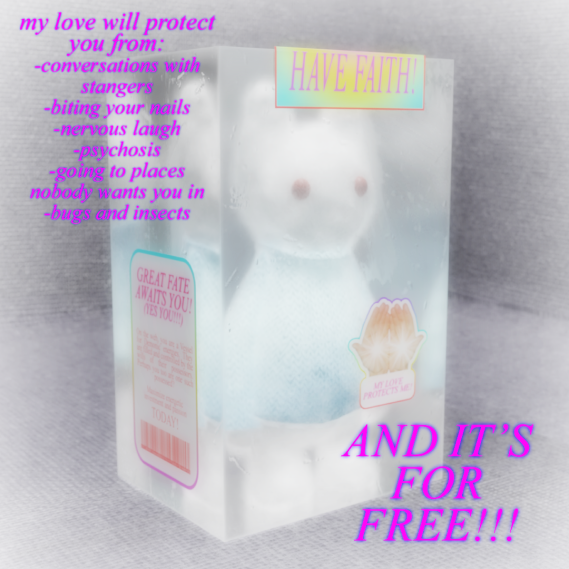 my love will protect
you from:
-conversations with
stangers
-biting your nails
-nervous laugh
-psychosis
-going to places
nobody wants you in
-bugs and insects
HAVE FAITH!
GREAT FATE
AWAITS YOU!
(YES YOU!!!)
TODAY!
MY LOVE
PROTECTS ME!
AND IT'S
FOR
FREE!!!